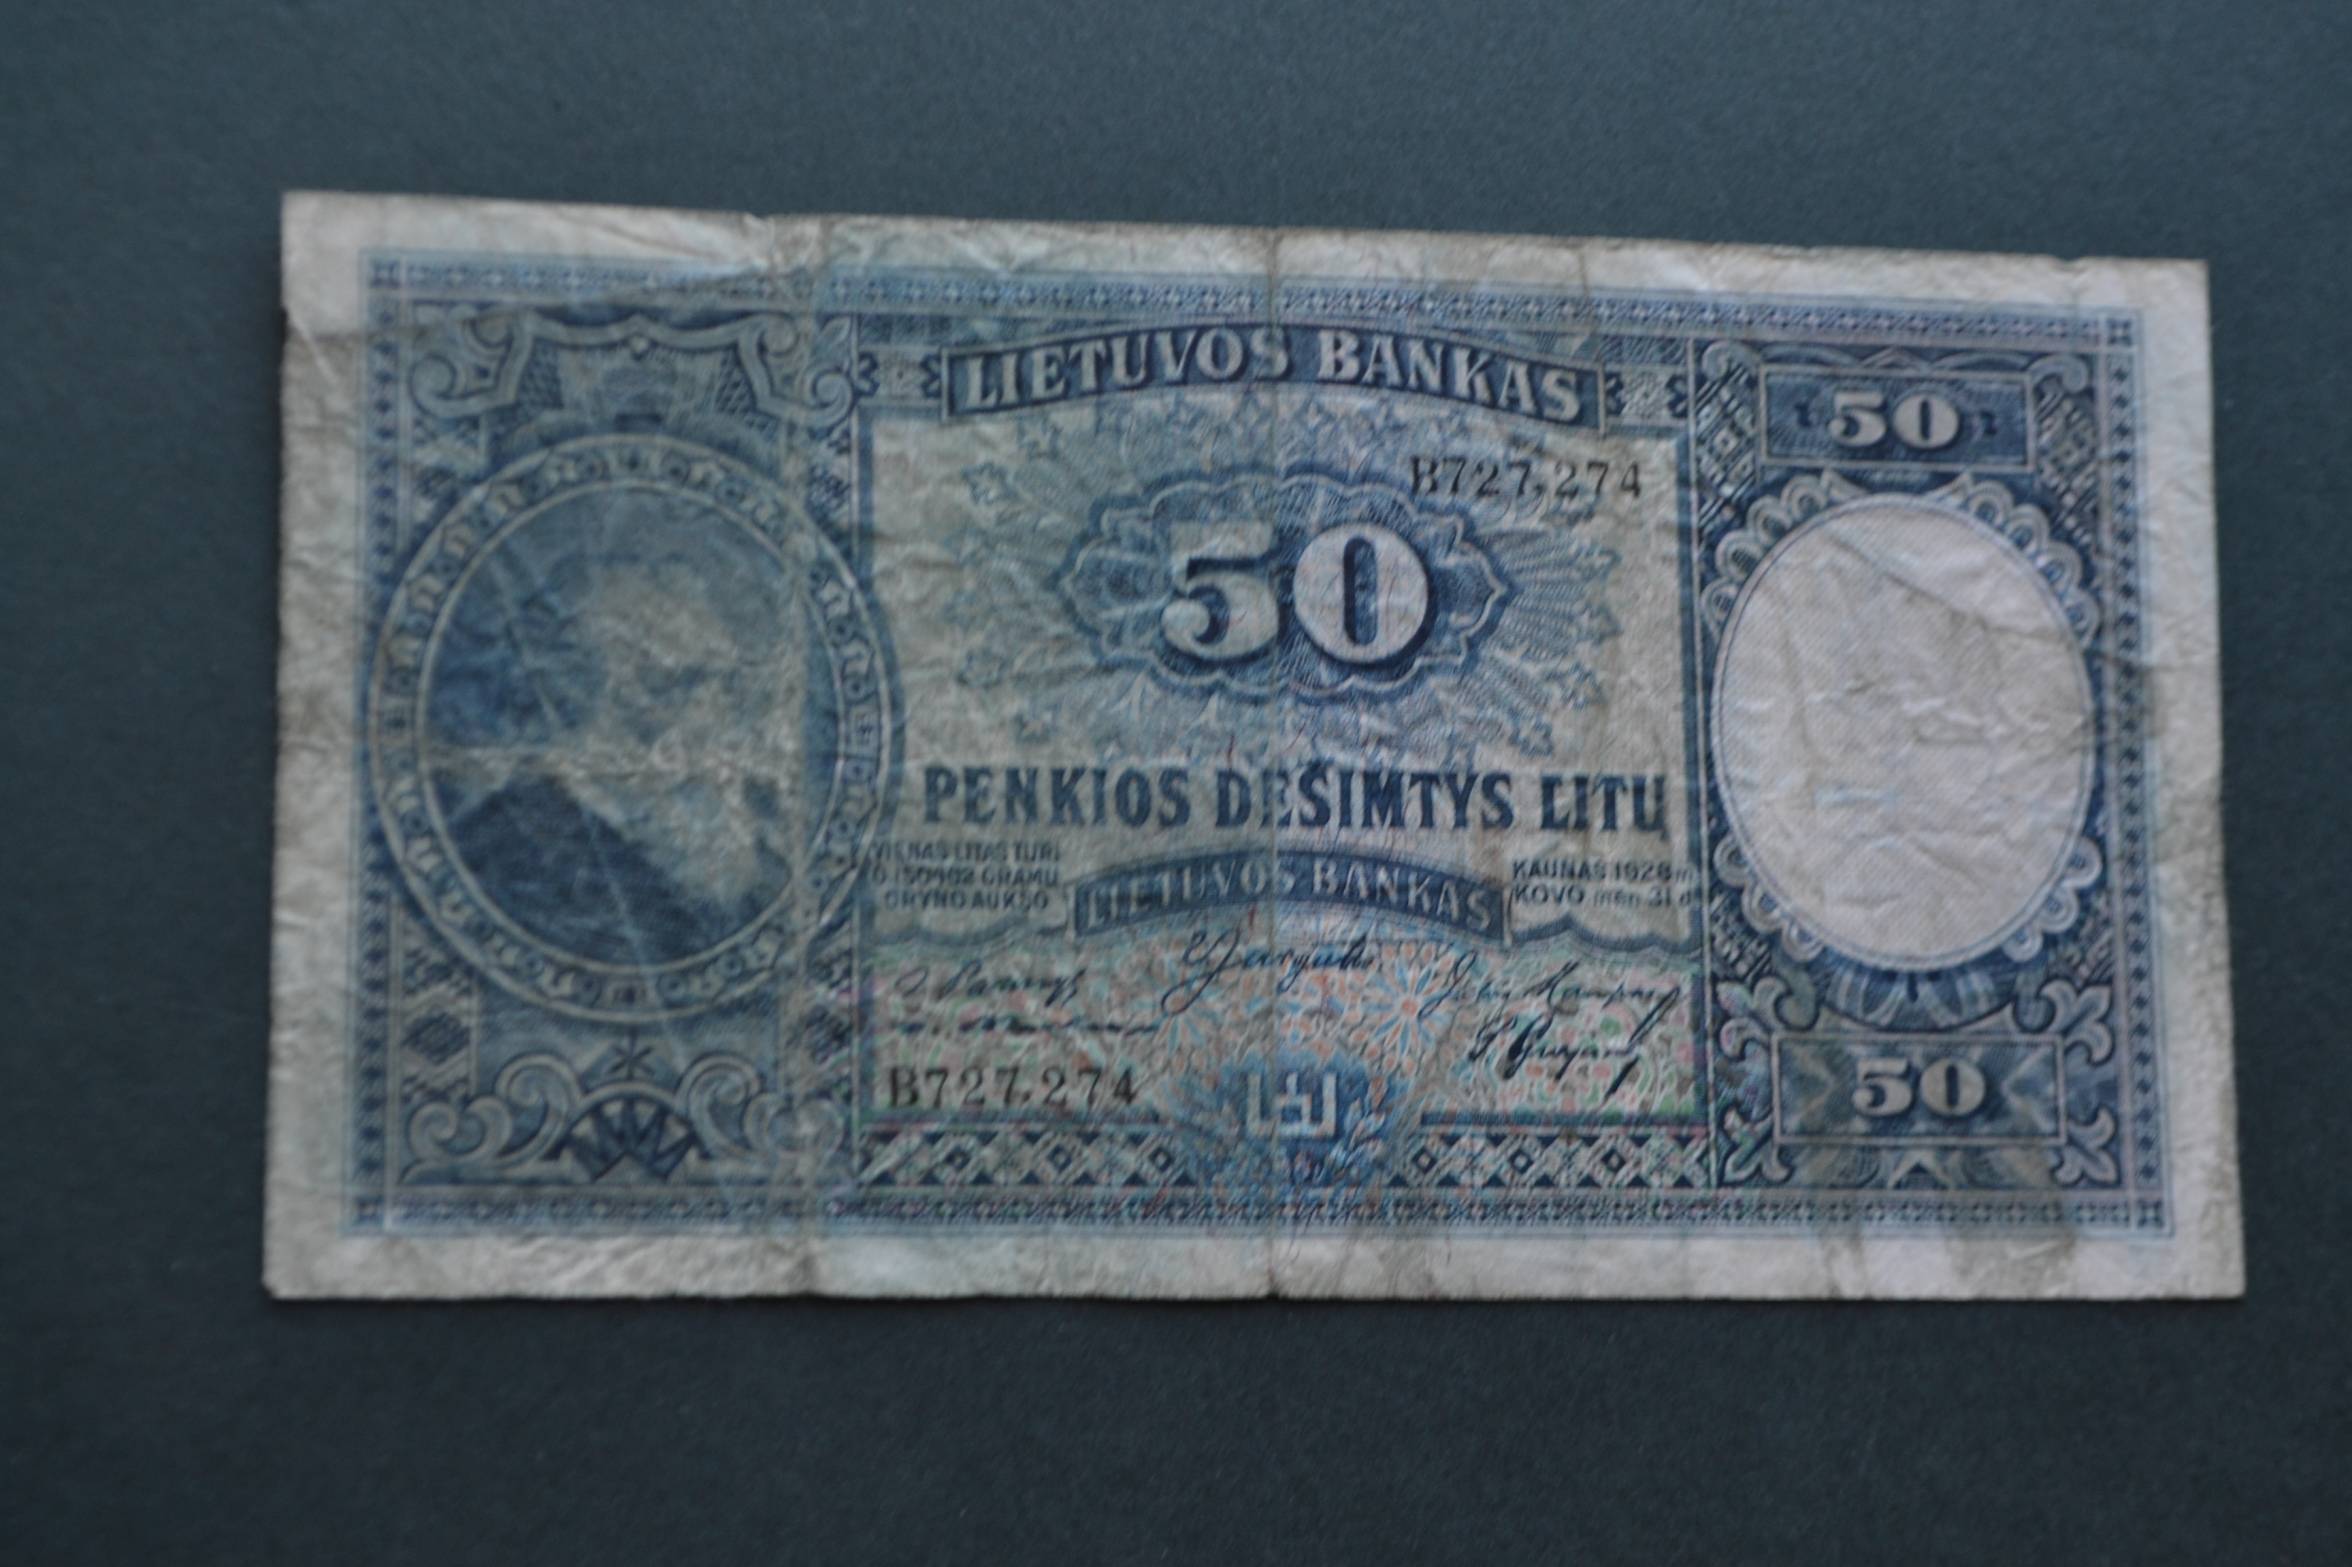 LIETUVOS BANKAS
50
B727,274
50
PENKIOS DEŠIMTYS LITŲ
VIENAS LITAS TURI
0,150462 GRAMŲ
GRYNO AUKSO
LIETUVOS BANKAS
KAUNAS 1928 m
KOVO mėn 31 d
B727,274
50